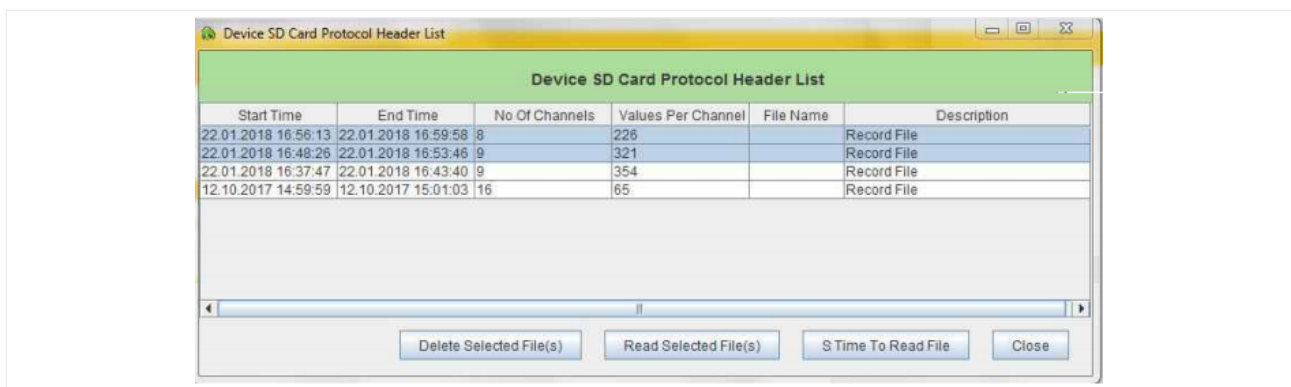 Device SD Card Protocol Header List
Device SD Card Protocol Header List
Start Time End Time No Of Channels Values Per Channel File Name Description
22.01.2018 16:56:13 22.01.2018 16:59:58 8 226 Record File
22.01.2018 16:48:26 22.01.2018 16:53:46 9 321 Record File
22.01.2018 16:37:47 22.01.2018 16:43:40 9 354 Record File
12.10.2017 14:59:59 12.10.2017 15:01:03 16 65 Record File
Delete Selected File(s) Read Selected File(s) S.Time To Read File Close